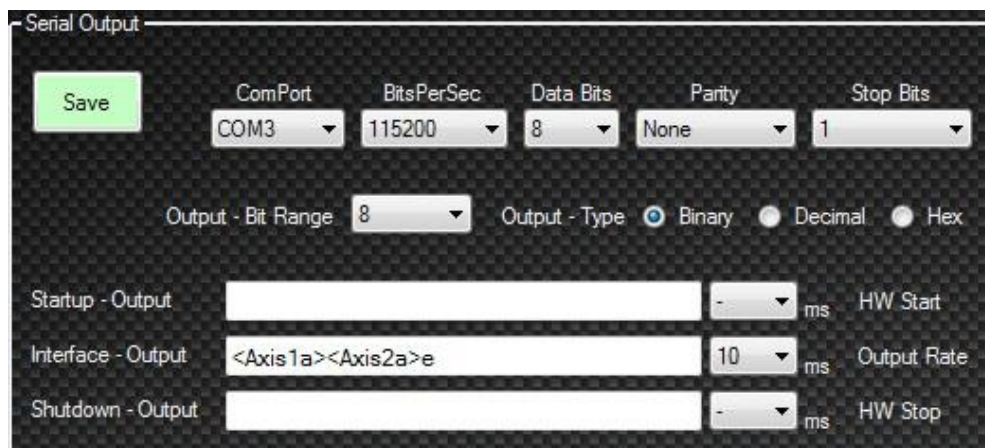 Serial Output
Save
ComPort BitsPerSec Data Bits Parity Stop Bits
COM3 115200 8 None 1
Output - Bit Range 8 Output - Type Binary Decimal Hex
Startup - Output - ms HW Start
Interface - Output <Axis1a><Axis2a>e 10 ms Output Rate
Shutdown - Output - ms HW Stop